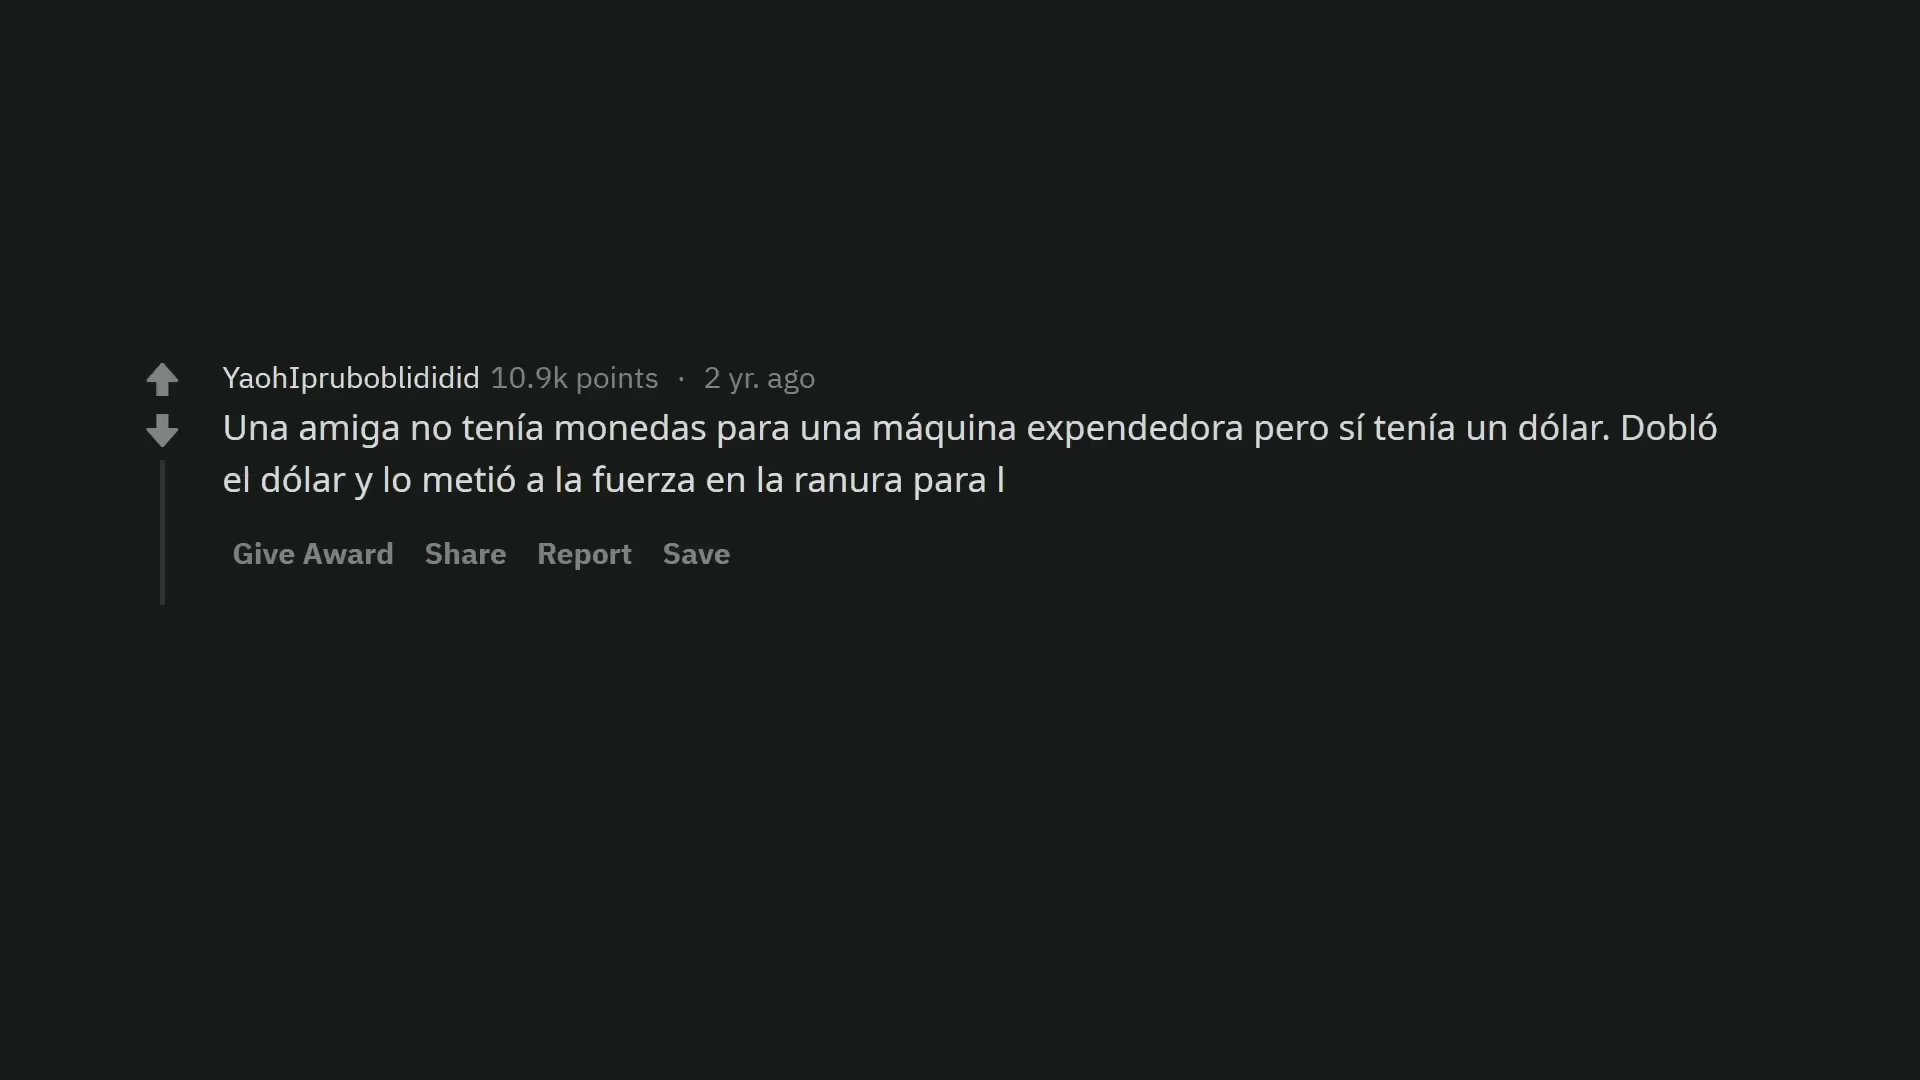 YaohIpruboblididid 10.9k points · 2 yr. ago
Una amiga no tenía monedas para una máquina expendedora pero sí tenía un dólar. Dobló
el dólar y lo metió a la fuerza en la ranura para l
Give Award Share Report Save